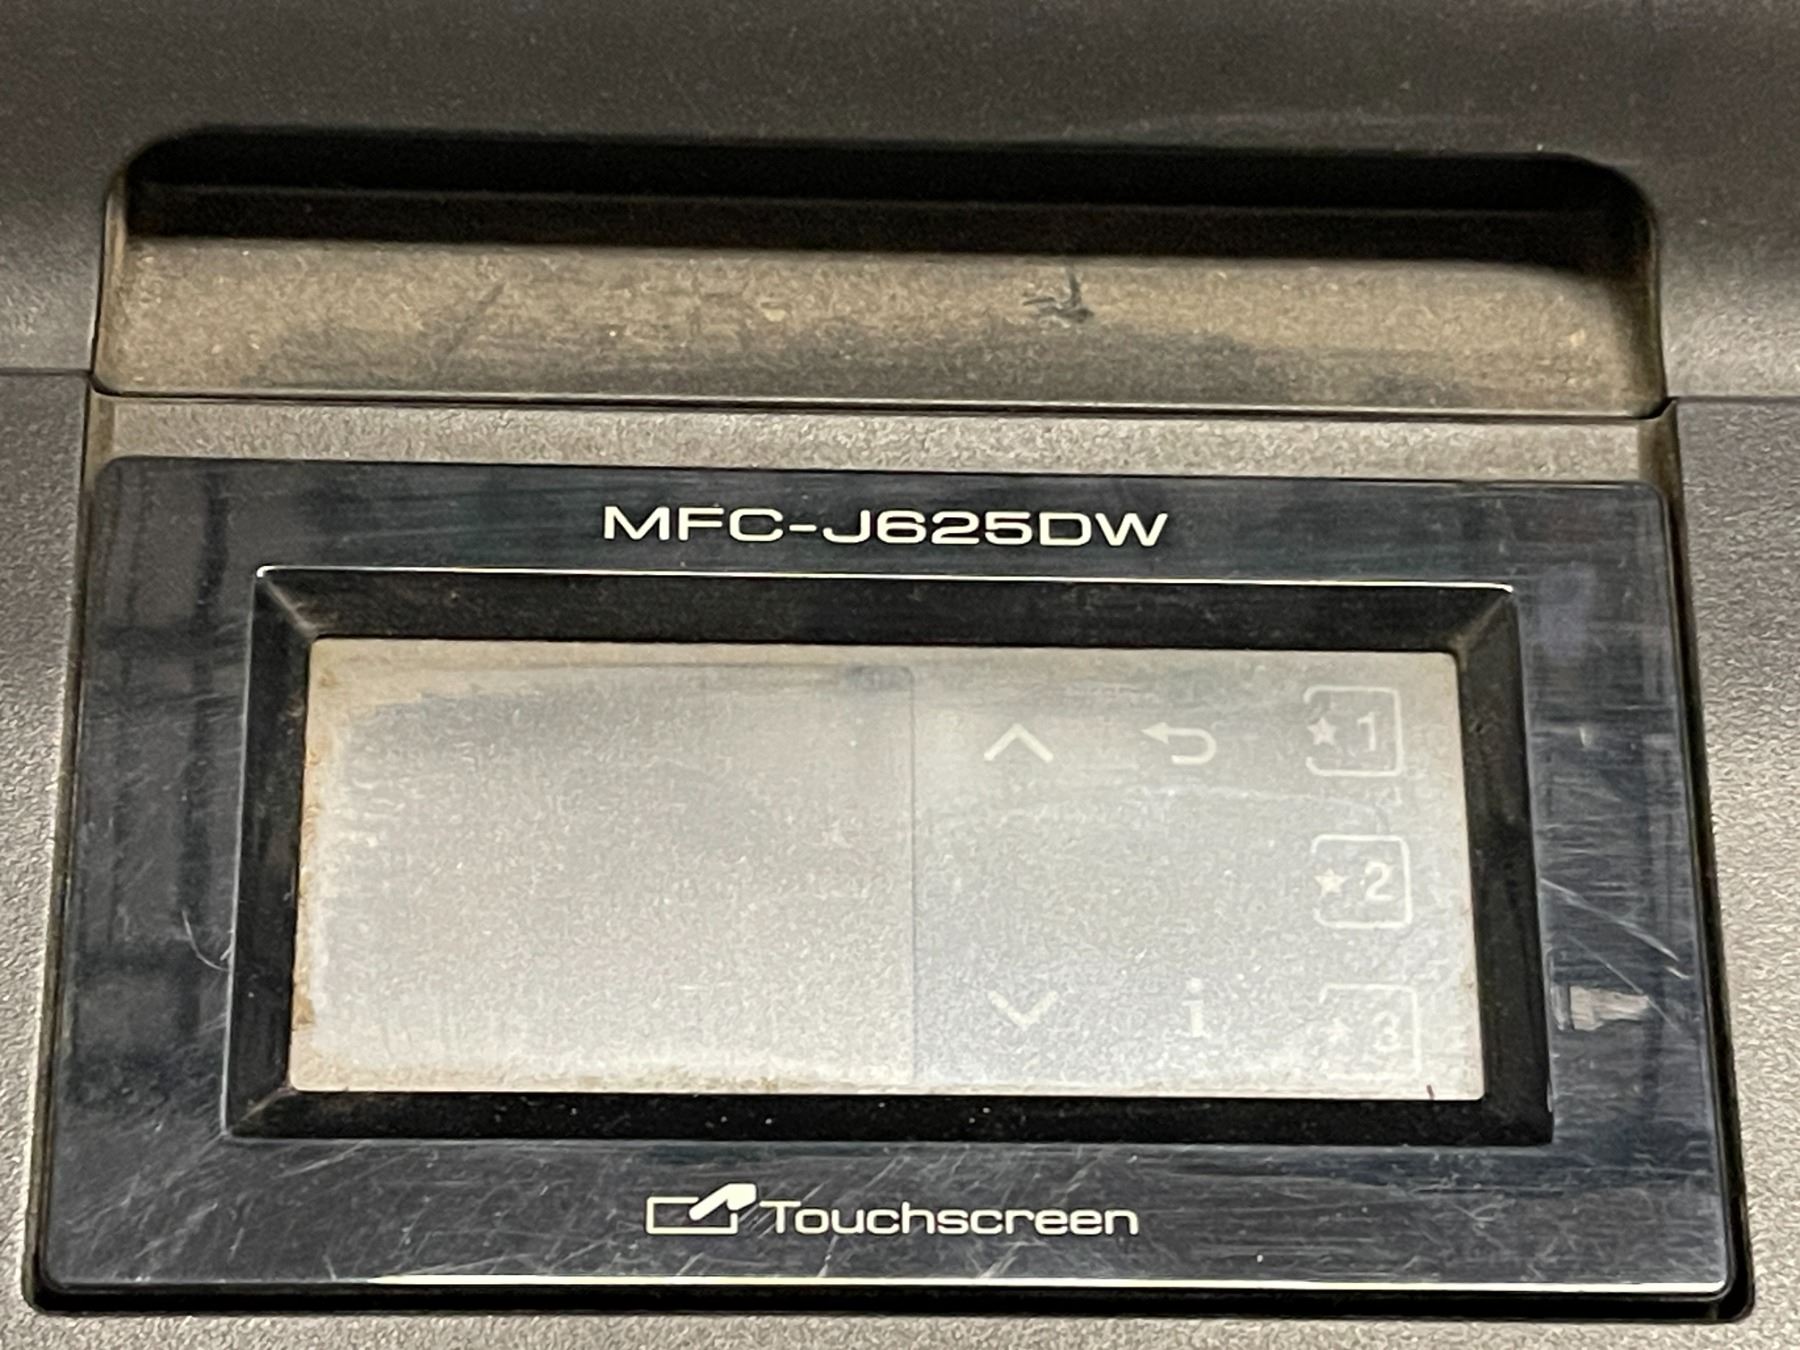 MFC-J625DW
★1
★2
i
★3
Touchscreen